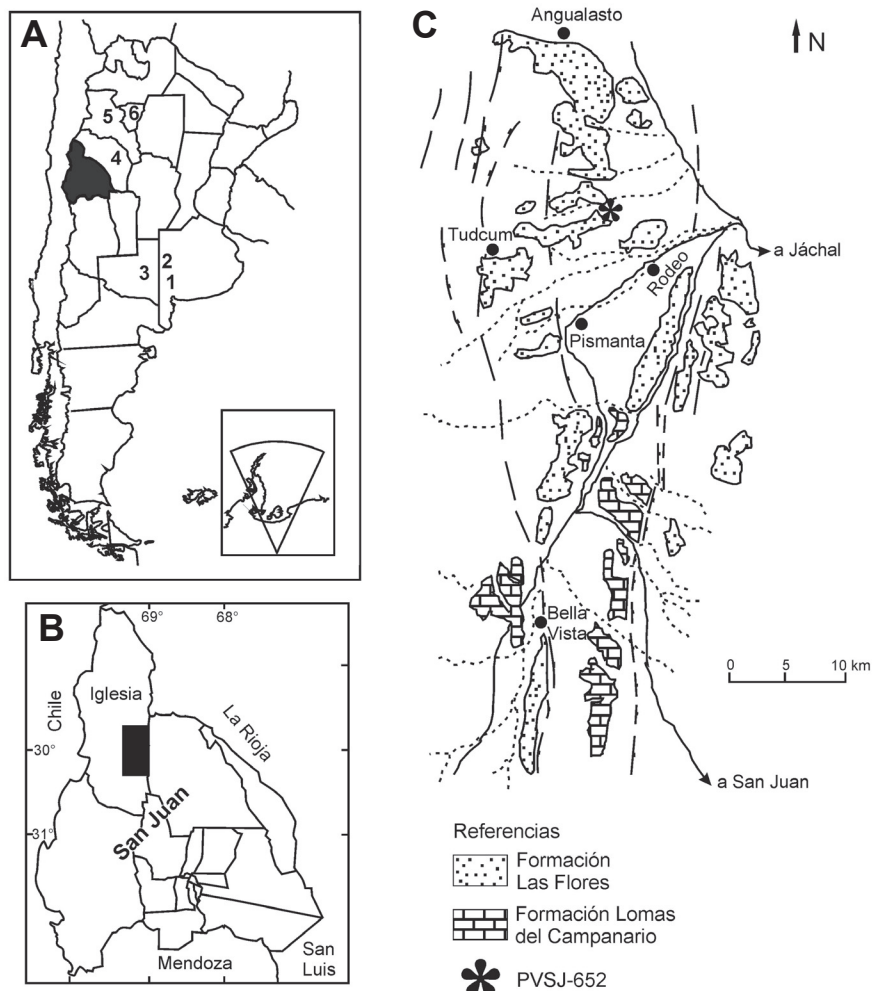 A
5
6
4
3
2
1
B
69°
68°
Chile
Iglesia
La Rioja
30°
San Juan
31°
Mendoza
San
Luis
C
Angualasto
N
Tudcum
a Jáchal
Rodeo
Pismanta
Bella
Vista
0 5 10 km
a San Juan
Referencias
Formación
Las Flores
Formación Lomas
del Campanario
PVSJ-652